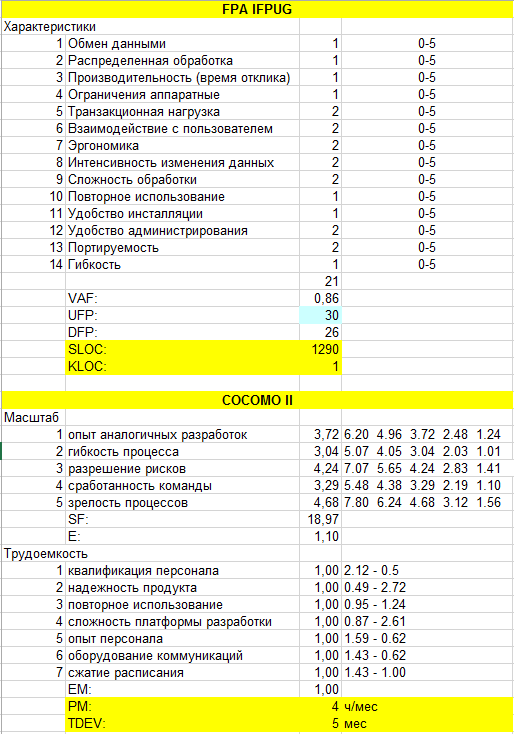 FPA IFPUG
Характеристики
1 Обмен данными 1 0-5
2 Распределенная обработка 1 0-5
3 Производительность (время отклика) 1 0-5
4 Ограничения аппаратные 1 0-5
5 Транзакционная нагрузка 2 0-5
6 Взаимодействие с пользователем 2 0-5
7 Эргономика 2 0-5
8 Интенсивность изменения данных 2 0-5
9 Сложность обработки 2 0-5
10 Повторное использование 1 0-5
11 Удобство инсталляции 1 0-5
12 Удобство администрирования 2 0-5
13 Портируемость 2 0-5
14 Гибкость 1 0-5
21
VAF: 0,86
UFP: 30
DFP: 26
SLOC: 1290
KLOC: 1
COCOMO II
Масштаб
1 опыт аналогичных разработок 3,72 6.20 4.96 3.72 2.48 1.24
2 гибкость процесса 3,04 5.07 4.05 3.04 2.03 1.01
3 разрешение рисков 4,24 7.07 5.65 4.24 2.83 1.41
4 сработанность команды 3,29 5.48 4.38 3.29 2.19 1.10
5 зрелость процессов 4,68 7.80 6.24 4.68 3.12 1.56
SF: 18,97
E: 1,10
Трудоемкость
1 квалификация персонала 1,00 2.12 - 0.5
2 надежность продукта 1,00 0.49 - 2.72
3 повторное использование 1,00 0.95 - 1.24
4 сложность платформы разработки 1,00 0.87 - 2.61
5 опыт персонала 1,00 1.59 - 0.62
6 оборудование коммуникаций 1,00 1.43 - 0.62
7 сжатие расписания 1,00 1.43 - 1.00
EM: 1,00
PM: 4 ч/мес
TDEV: 5 мес